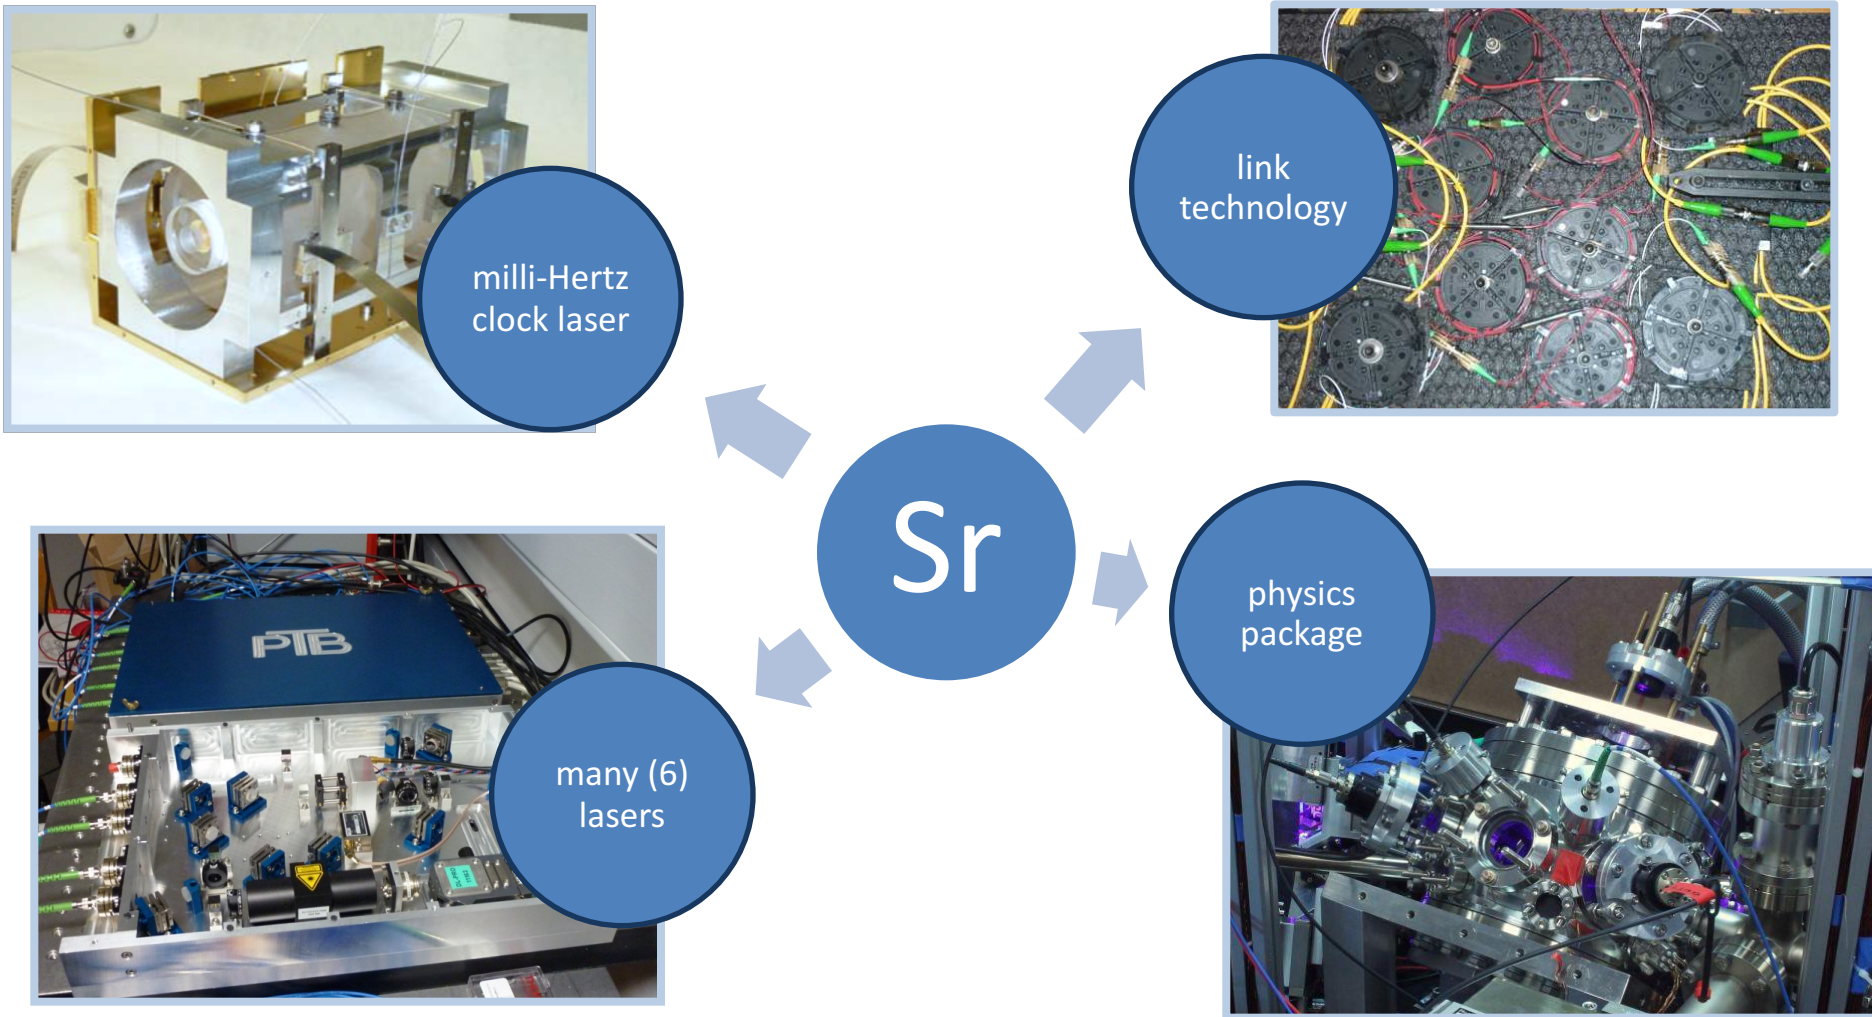 milli-Hertz
clock laser
link
technology
Sr
many (6)
lasers
physics
package
PTB